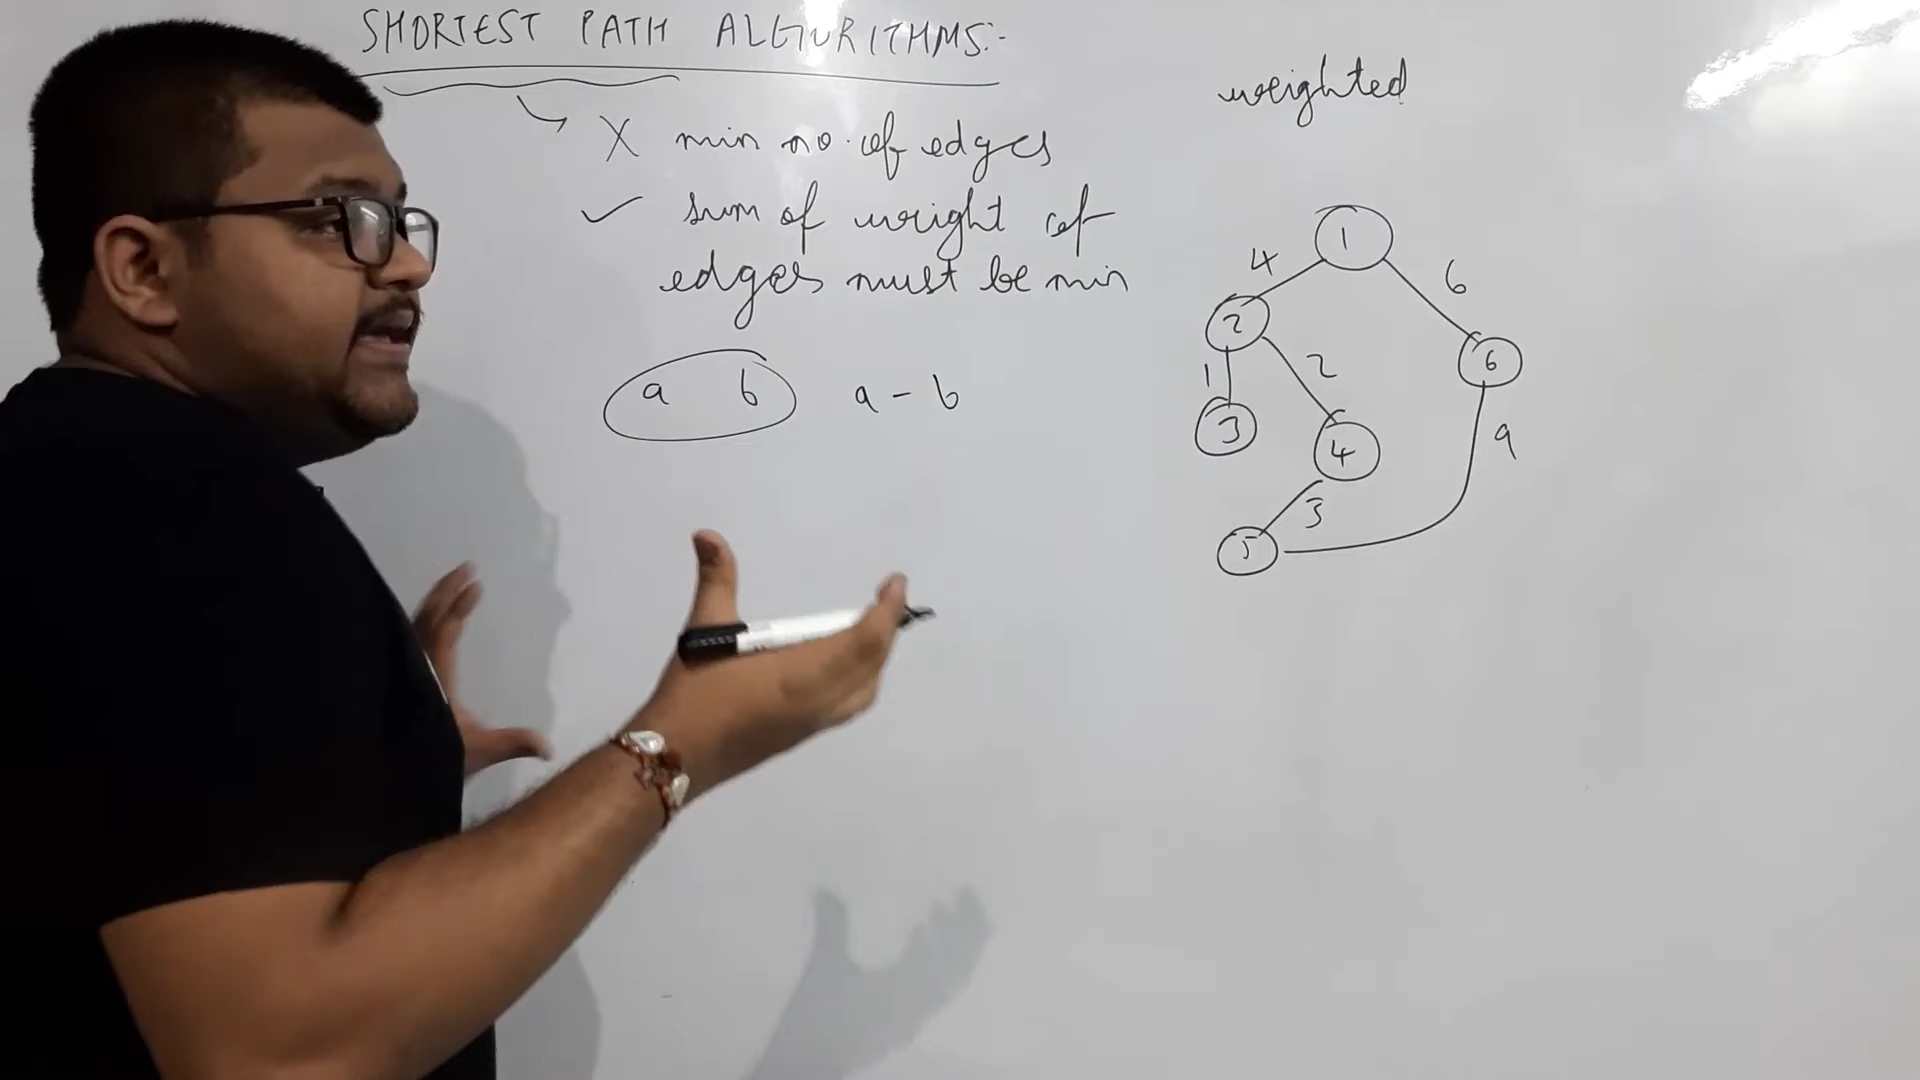 SHORTEST PATH ALGORITHMS:-
X min no. of edges
✓ sum of weight of
edges must be min
a b a - b
weighted
1
4 6
2
6
1 2
3
4
9
3
5